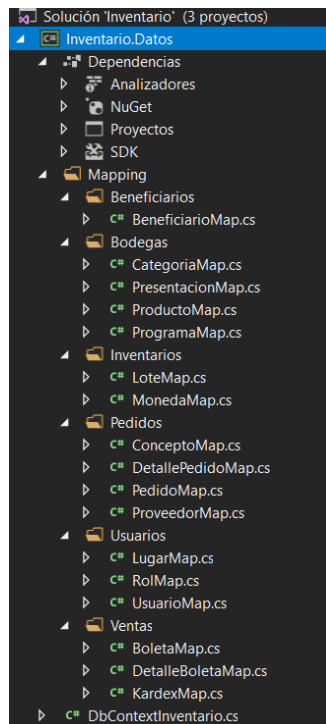 Solución 'Inventario' (3 proyectos)
C# Inventario.Datos
Dependencias
Analizadores
NuGet
Proyectos
SDK
Mapping
Beneficiarios
C# BeneficiarioMap.cs
Bodegas
C# CategoriaMap.cs
C# PresentacionMap.cs
C# ProductoMap.cs
C# ProgramaMap.cs
Inventarios
C# LoteMap.cs
C# MonedaMap.cs
Pedidos
C# ConceptoMap.cs
C# DetallePedidoMap.cs
C# PedidoMap.cs
C# ProveedorMap.cs
Usuarios
C# LugarMap.cs
C# RolMap.cs
C# UsuarioMap.cs
Ventas
C# BoletaMap.cs
C# DetalleBoletaMap.cs
C# KardexMap.cs
C# DbContextInventario.cs